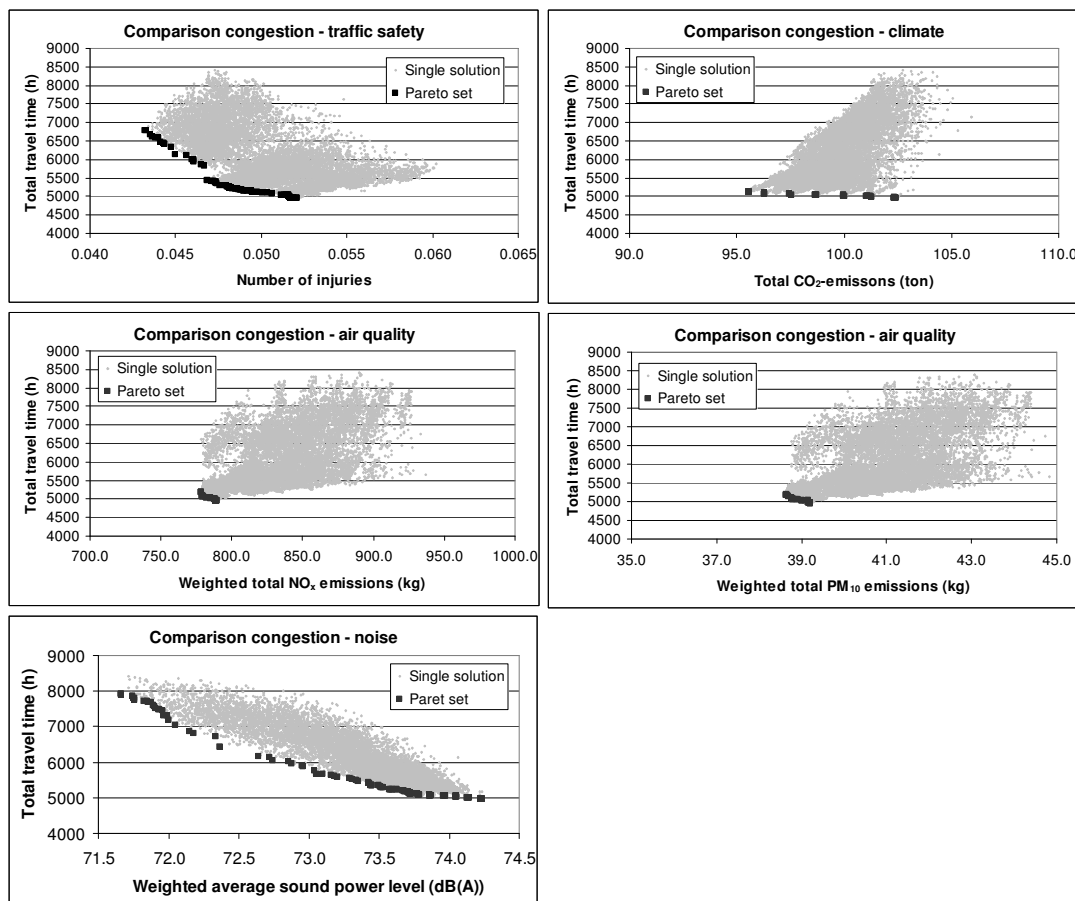 Comparison congestion - traffic safety
Total travel time (h)
9000
8500
8000
7500
7000
6500
6000
5500
5000
4500
4000
Single solution
Pareto set
0.040 0.045 0.050 0.055 0.060 0.065
Number of injuries
Comparison congestion - climate
Total travel time (h)
9000
8500
8000
7500
7000
6500
6000
5500
5000
4500
4000
Single solution
Pareto set
90.0 95.0 100.0 105.0 110.0
Total CO₂-emissons (ton)
Comparison congestion - air quality
Total travel time (h)
9000
8500
8000
7500
7000
6500
6000
5500
5000
4500
4000
Single solution
Pareto set
700.0 750.0 800.0 850.0 900.0 950.0 1000.0
Weighted total NOₓ emissions (kg)
Comparison congestion - air quality
Total travel time (h)
9000
8500
8000
7500
7000
6500
6000
5500
5000
4500
4000
Single solution
Pareto set
35.0 37.0 39.0 41.0 43.0 45.0
Weighted total PM₁₀ emissions (kg)
Comparison congestion - noise
Total travel time (h)
9000
8000
7000
6000
5000
4000
Single solution
Paret set
71.5 72.0 72.5 73.0 73.5 74.0 74.5
Weighted average sound power level (dB(A))